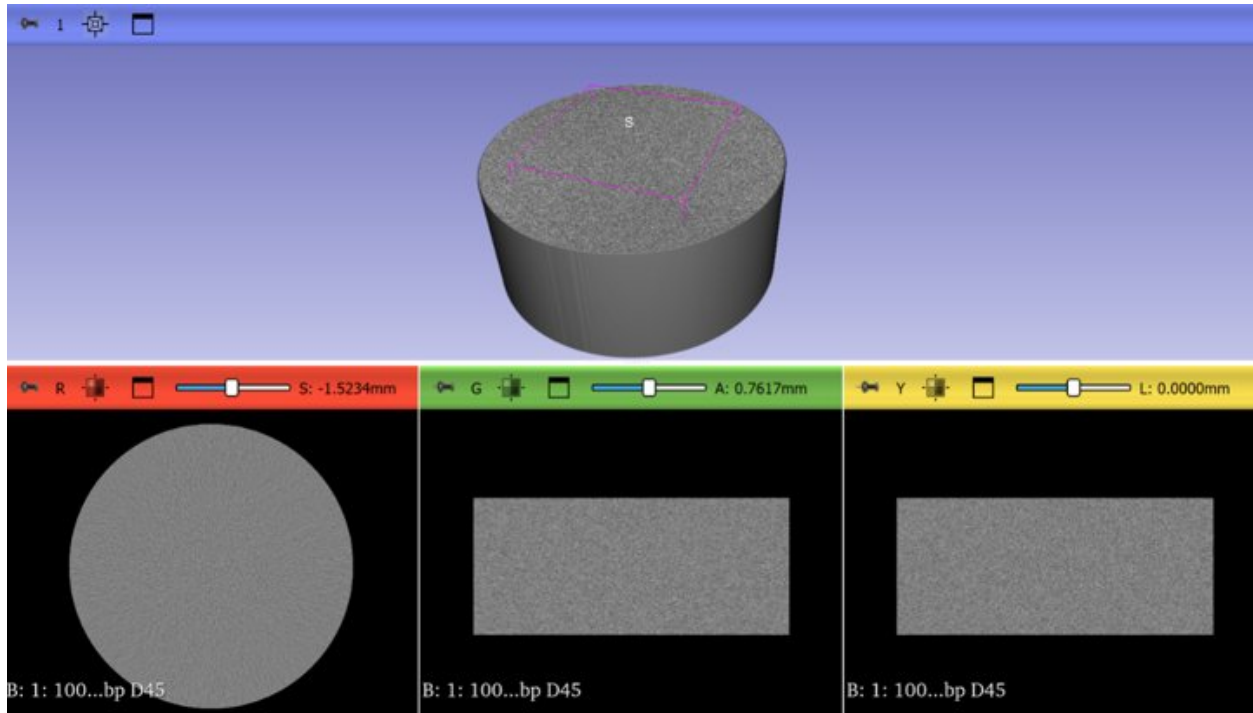 1
S
R S: -1.5234mm
G A: 0.7617mm
Y L: 0.0000mm
B: 1: 100...bp D45
B: 1: 100...bp D45
B: 1: 100...bp D45